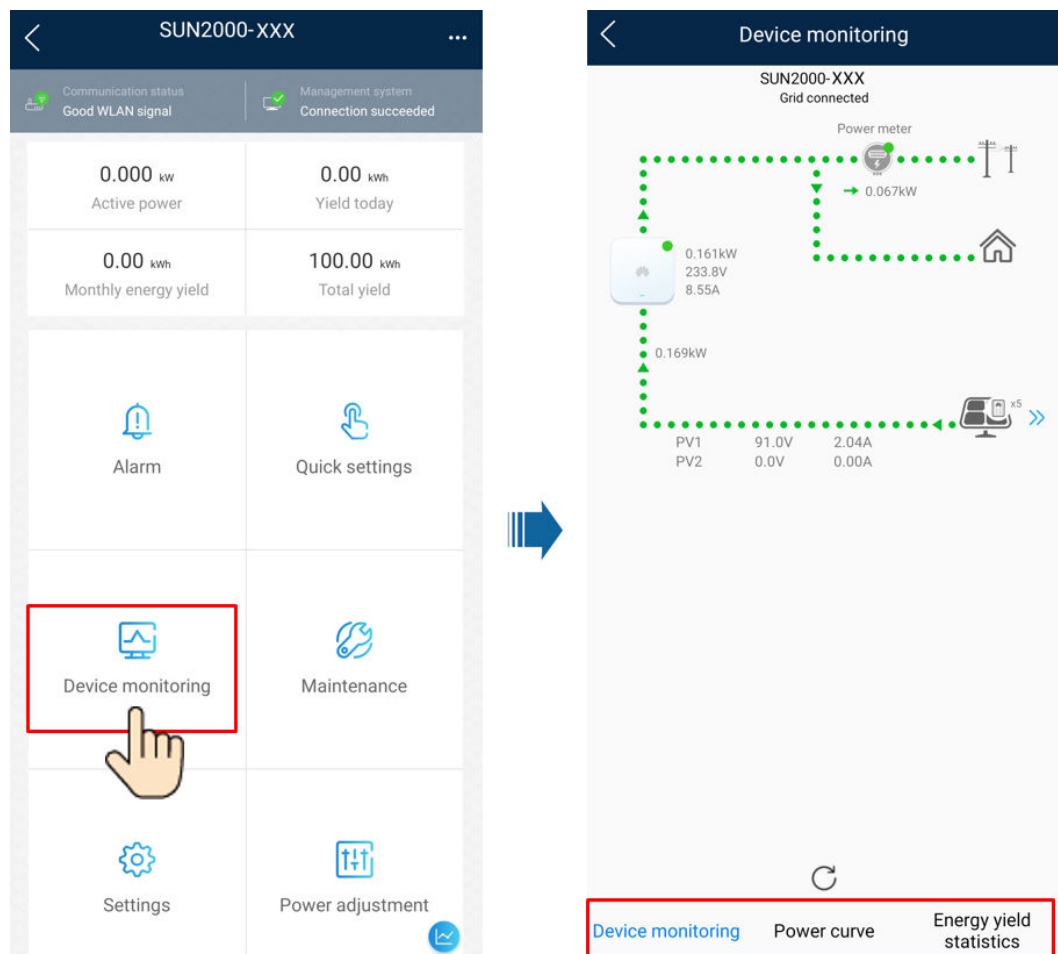 SUN2000-XXX
Communication status
Good WLAN signal
Management system
Connection succeeded
0.000 kW
Active power
0.00 kWh
Yield today
0.00 kWh
Monthly energy yield
100.00 kWh
Total yield
Alarm
Quick settings
Device monitoring
Maintenance
Settings
Power adjustment
Device monitoring
SUN2000-XXX
Grid connected
Power meter
0.067kW
0.161kW
233.8V
8.55A
0.169kW
x5
PV1 91.0V 2.04A
PV2 0.0V 0.00A
Device monitoring
Power curve
Energy yield
statistics